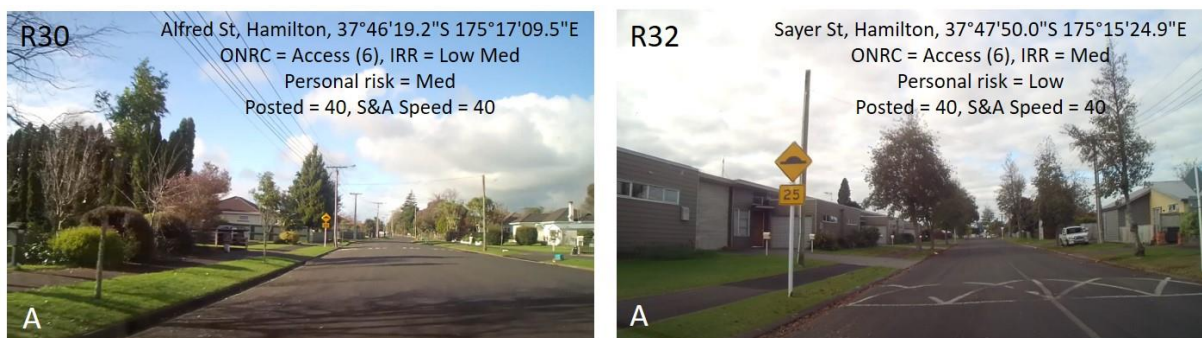 R30
Alfred St, Hamilton, 37°46'19.2"S 175°17'09.5"E
ONRC = Access (6), IRR = Low Med
Personal risk = Med
Posted = 40, S&A Speed = 40
A
R32
Sayer St, Hamilton, 37°47'50.0"S 175°15'24.9"E
ONRC = Access (6), IRR = Med
Personal risk = Low
Posted = 40, S&A Speed = 40
25
A